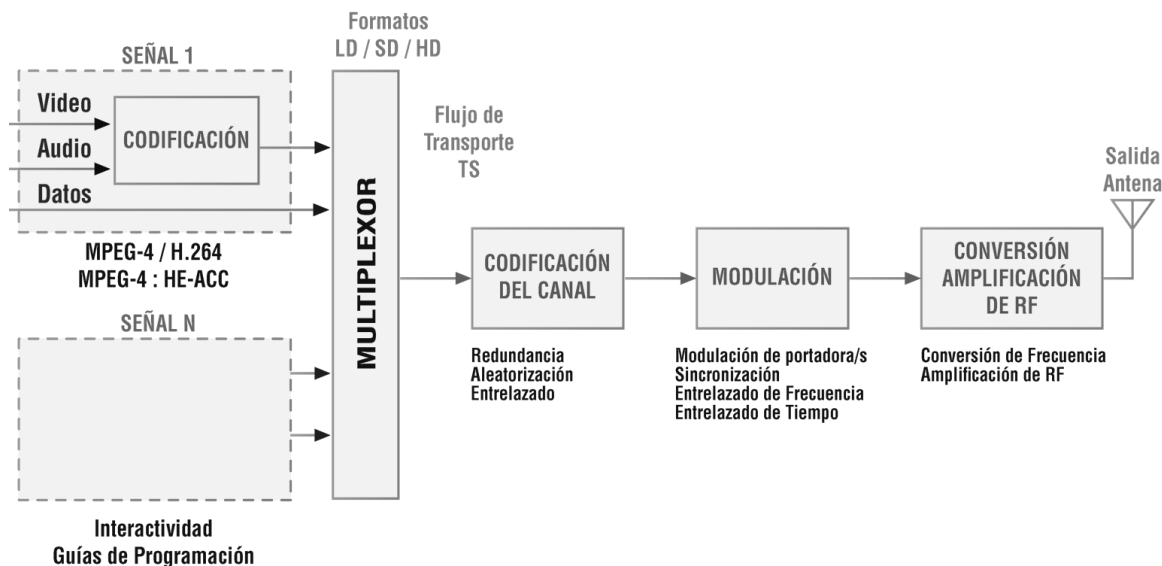 Formatos
LD / SD / HD
SEÑAL 1
Video
Audio
Datos
CODIFICACIÓN
MPEG-4 / H.264
MPEG-4 : HE-ACC
SEÑAL N
Interactividad
Guías de Programación
MULTIPLEXOR
Flujo de
Transporte
TS
CODIFICACIÓN
DEL CANAL
Redundancia
Aleatorización
Entrelazado
MODULACIÓN
Modulación de portadora/s
Sincronización
Entrelazado de Frecuencia
Entrelazado de Tiempo
CONVERSIÓN
AMPLIFICACIÓN
DE RF
Conversión de Frecuencia
Amplificación de RF
Salida
Antena